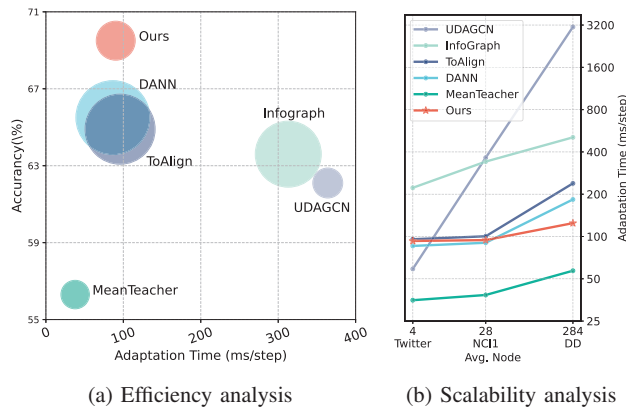 71
67
63
59
55
Accurancy(\%)
Ours
DANN
ToAlign
Infograph
UDAGCN
MeanTeacher
0 100 200 300 400
Adaptation Time (ms/step)
(a) Efficiency analysis
UDAGCN
InfoGraph
ToAlign
DANN
MeanTeacher
Ours
3200
1600
800
400
200
100
50
25
Adaptation Time (ms/step)
4 28 284
Twitter NCI1 DD
Avg. Node
(b) Scalability analysis